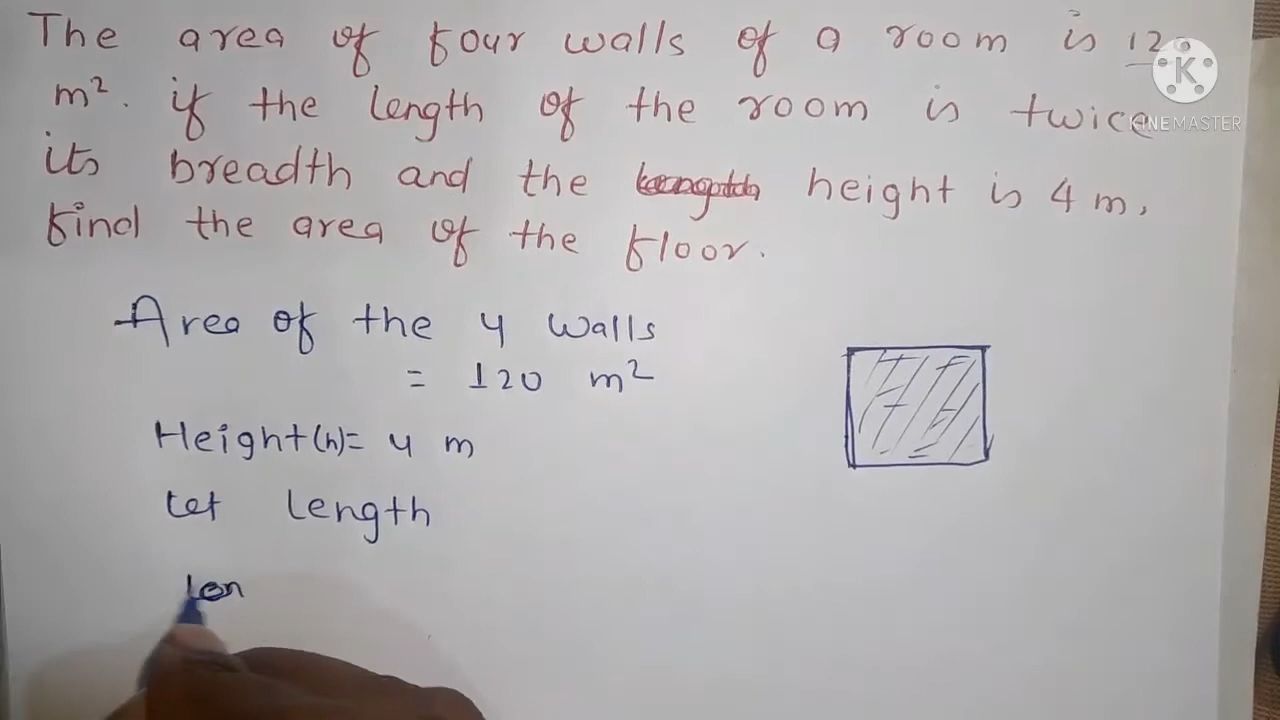 The area of four walls of a room is 120
m². if the length of the room is twice
its breadth and the height is 4 m,
find the area of the floor.
Area of the 4 walls
= 120 m²
Height(h)= 4 m
Let length
len
K
KINEMASTER